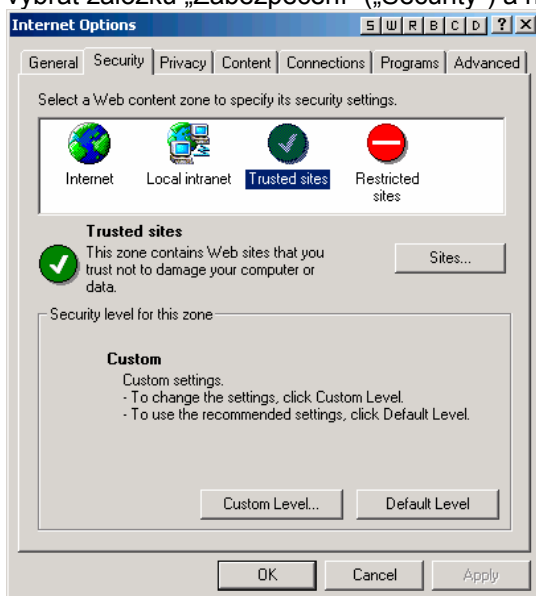 vybrat záložku „Zabezpečení" („Security") a
Internet Options
S W R B C D ? X
General Security Privacy Content Connections Programs Advanced
Select a Web content zone to specify its security settings.
Internet Local intranet Trusted sites Restricted sites
Trusted sites
This zone contains Web sites that you
trust not to damage your computer or
data.
Sites...
Security level for this zone
Custom
Custom settings.
- To change the settings, click Custom Level.
- To use the recommended settings, click Default Level.
Custom Level... Default Level
OK Cancel Apply